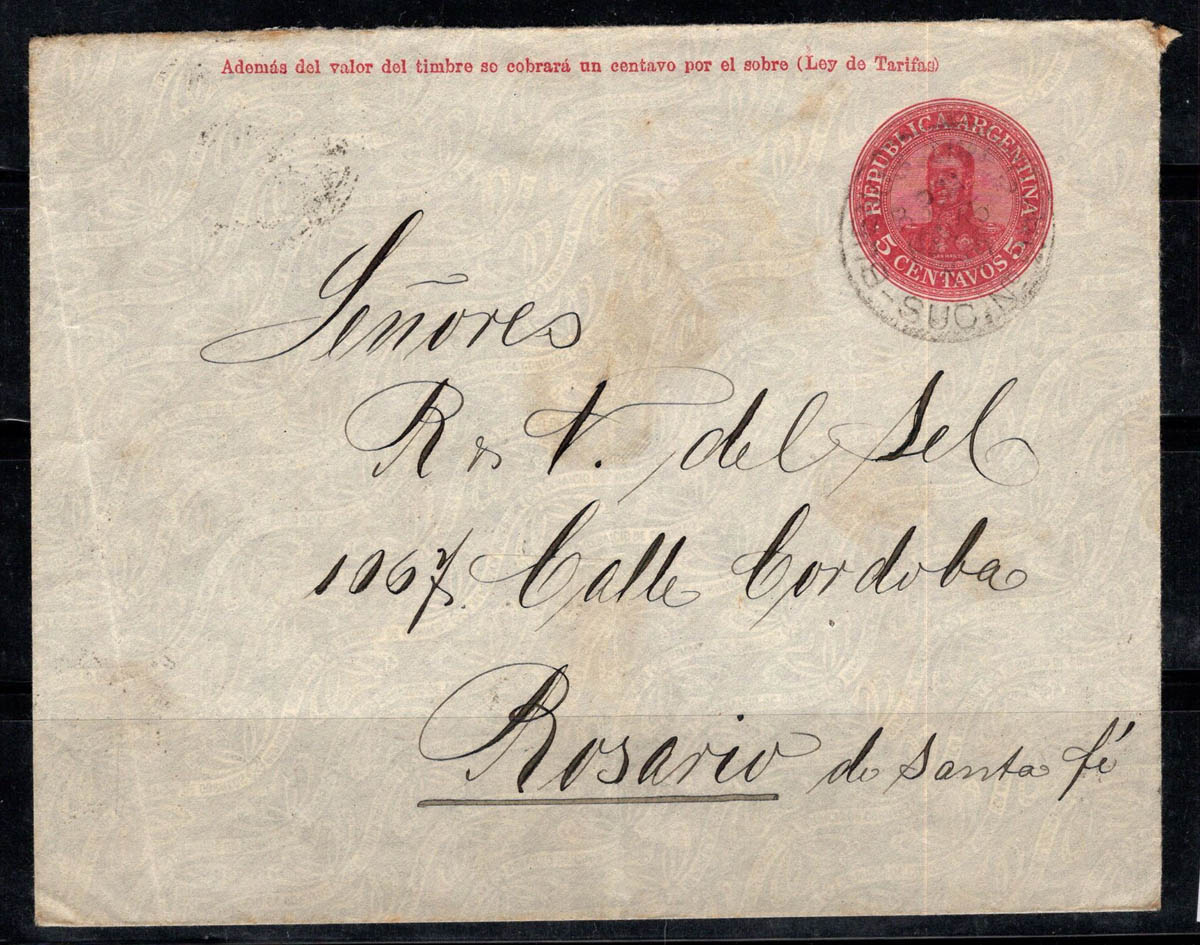 Además del valor del timbre se cobrará un centavo por el sobre (Ley de Tarifas)
REPUBLICA ARGENTINA
5 CENTAVOS 5
SUC.N
Señores
R & V. del Sel
1067 Calle Cordoba
Rosario de Santa fé